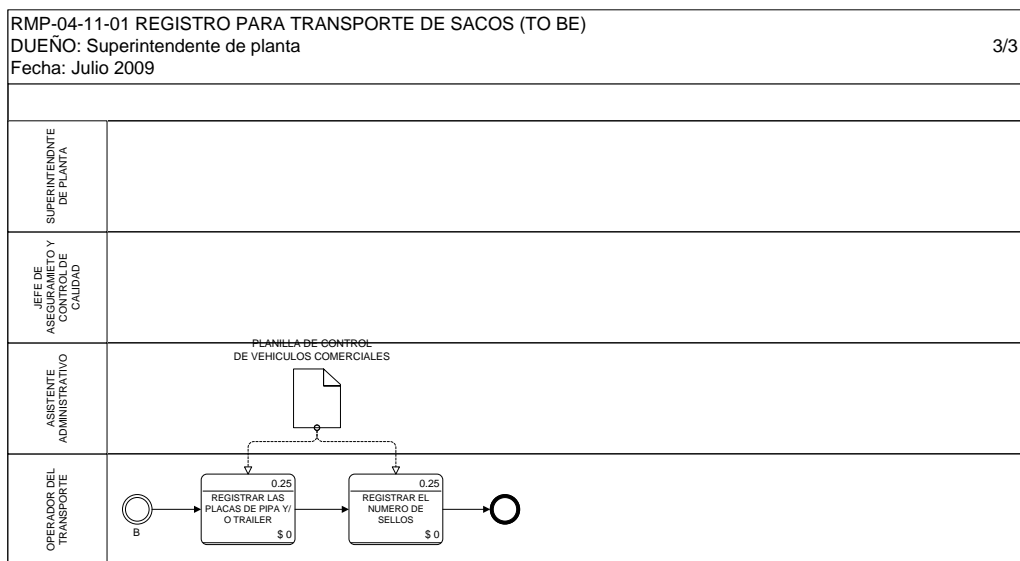 RMP-04-11-01 REGISTRO PARA TRANSPORTE DE SACOS (TO BE)
DUEÑO: Superintendente de planta
3/3
Fecha: Julio 2009
SUPERINTENDNTE
DE PLANTA
JEFE DE
ASEGURAMIETO Y
CONTROL DE
CALIDAD
ASISTENTE
ADMINISTRATIVO
PLANILLA DE CONTROL
DE VEHICULOS COMERCIALES
OPERADOR DEL
TRANSPORTE
B
0.25
REGISTRAR LAS
PLACAS DE PIPA Y/
O TRAILER
$ 0
0.25
REGISTRAR EL
NUMERO DE
SELLOS
$ 0